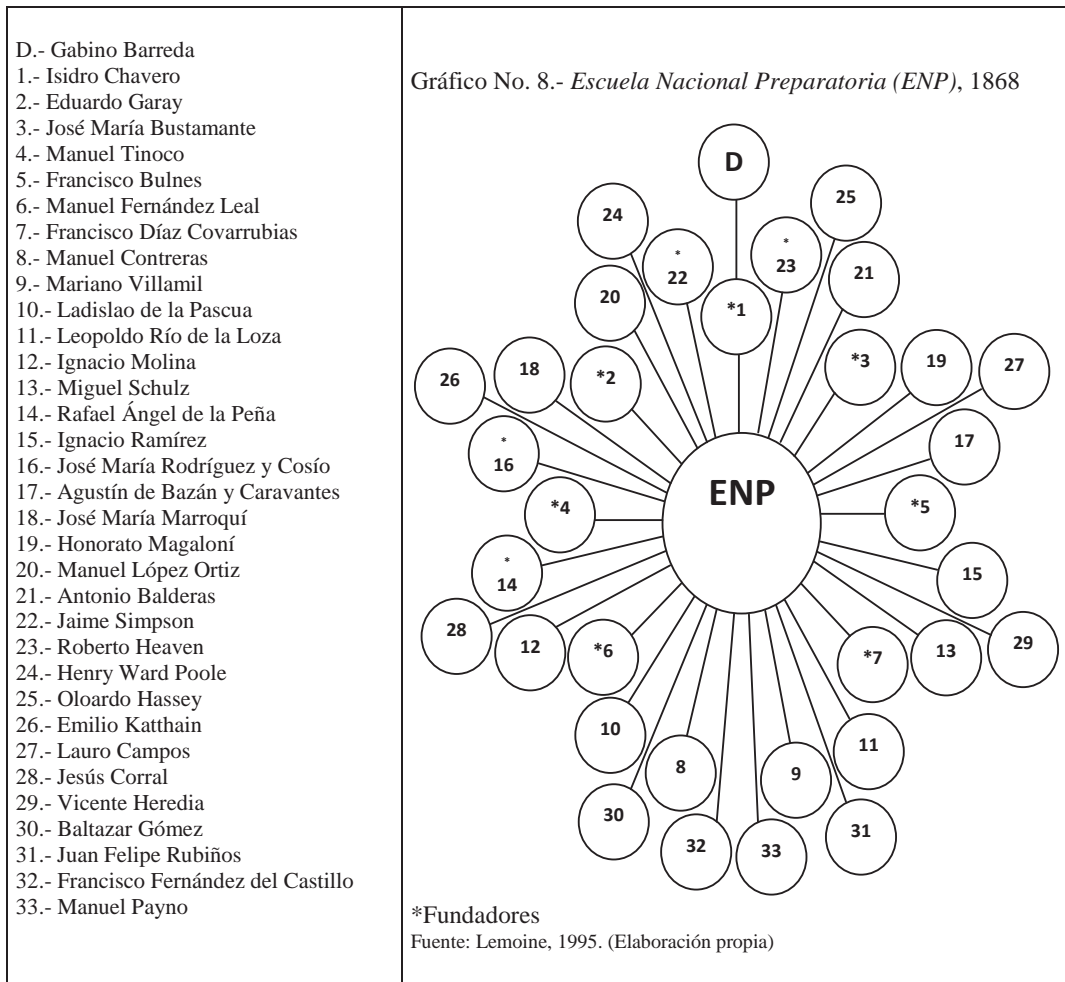 D.- Gabino Barreda
1.- Isidro Chavero
2.- Eduardo Garay
3.- José María Bustamante
4.- Manuel Tinoco
5.- Francisco Bulnes
6.- Manuel Fernández Leal
7.- Francisco Díaz Covarrubias
8.- Manuel Contreras
9.- Mariano Villamil
10.- Ladislao de la Pascua
11.- Leopoldo Río de la Loza
12.- Ignacio Molina
13.- Miguel Schulz
14.- Rafael Ángel de la Peña
15.- Ignacio Ramírez
16.- José María Rodríguez y Cosío
17.- Agustín de Bazán y Caravantes
18.- José María Marroquí
19.- Honorato Magaloní
20.- Manuel López Ortiz
21.- Antonio Balderas
22.- Jaime Simpson
23.- Roberto Heaven
24.- Henry Ward Poole
25.- Oloardo Hassey
26.- Emilio Katthain
27.- Lauro Campos
28.- Jesús Corral
29.- Vicente Heredia
30.- Baltazar Gómez
31.- Juan Felipe Rubiños
32.- Francisco Fernández del Castillo
33.- Manuel Payno
Gráfico No. 8.- Escuela Nacional Preparatoria (ENP), 1868
D
25
24
*
23
*
22
21
20
*1
*3
19
27
18
*2
26
17
*
16
ENP
*4
*5
*
14
15
28
12
*6
*7
13
29
10
11
8
9
30
32
33
31
*Fundadores
Fuente: Lemoine, 1995. (Elaboración propia)